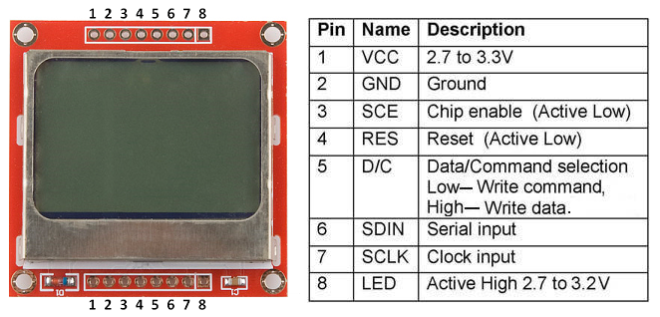 1 2 3 4 5 6 7 8
1 2 3 4 5 6 7 8
Pin Name Description
1 VCC 2.7 to 3.3V
2 GND Ground
3 SCE Chip enable (Active Low)
4 RES Reset (Active Low)
5 D/C Data/Command selection
Low— Write command,
High— Write data.
6 SDIN Serial input
7 SCLK Clock input
8 LED Active High 2.7 to 3.2V